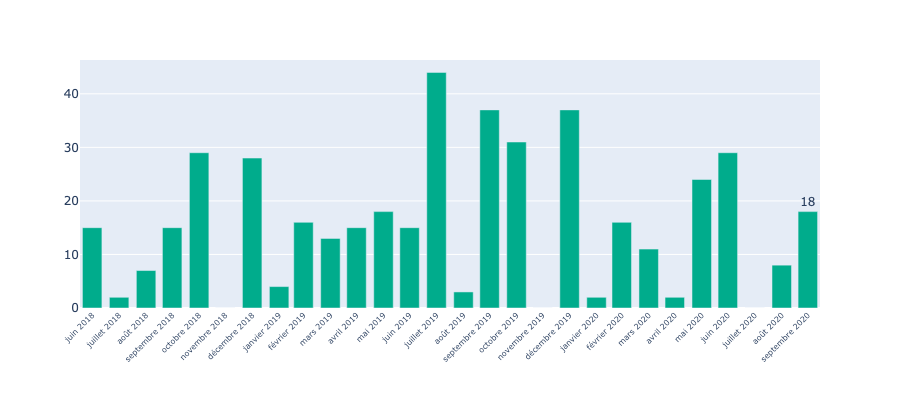 40
30
20
10
0
18
juin 2018
juillet 2018
août 2018
septembre 2018
octobre 2018
novembre 2018
décembre 2018
janvier 2019
février 2019
mars 2019
avril 2019
mai 2019
juin 2019
juillet 2019
août 2019
septembre 2019
octobre 2019
novembre 2019
décembre 2019
janvier 2020
février 2020
mars 2020
avril 2020
mai 2020
juin 2020
juillet 2020
août 2020
septembre 2020